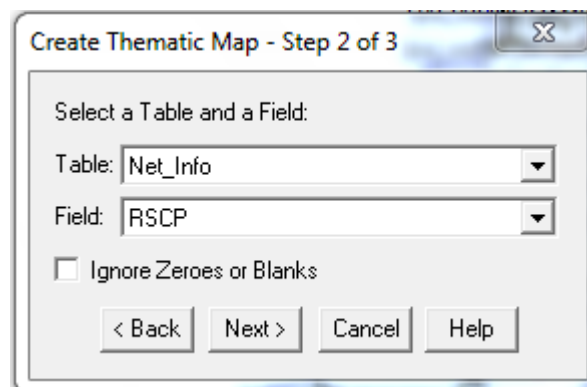 Create Thematic Map - Step 2 of 3
Select a Table and a Field:
Table: Net_Info
Field: RSCP
Ignore Zeroes or Blanks
< Back Next > Cancel Help